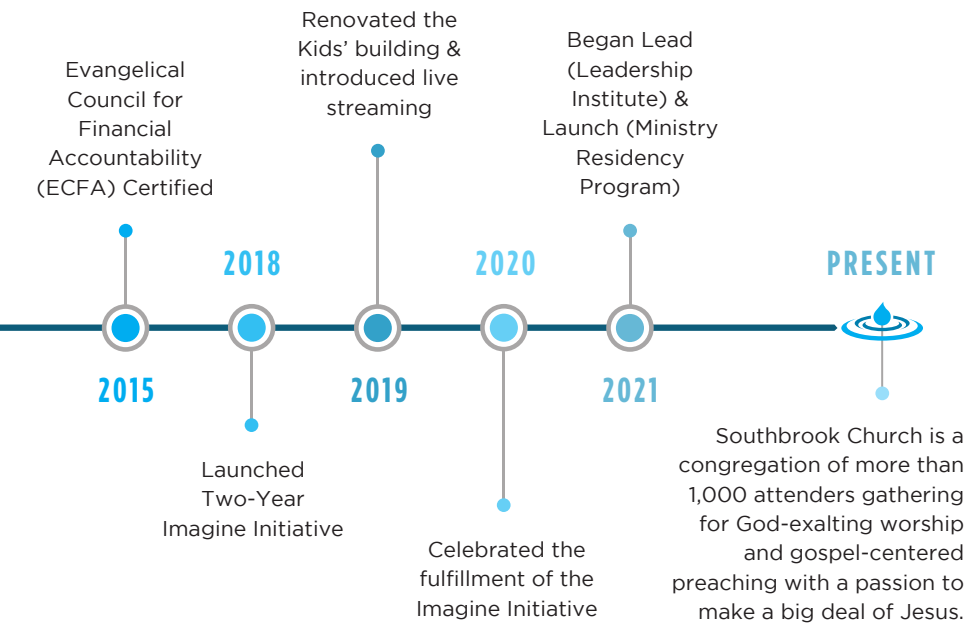 Evangelical
Council for
Financial
Accountability
(ECFA) Certified
2015
2018
Launched
Two-Year
Imagine Initiative
Renovated the
Kids’ building &
introduced live
streaming
2019
2020
Celebrated the
fulfillment of the
Imagine Initiative
Began Lead
(Leadership
Institute) &
Launch (Ministry
Residency
Program)
2021
PRESENT
Southbrook Church is a
congregation of more than
1,000 attenders gathering
for God-exalting worship
and gospel-centered
preaching with a passion to
make a big deal of Jesus.